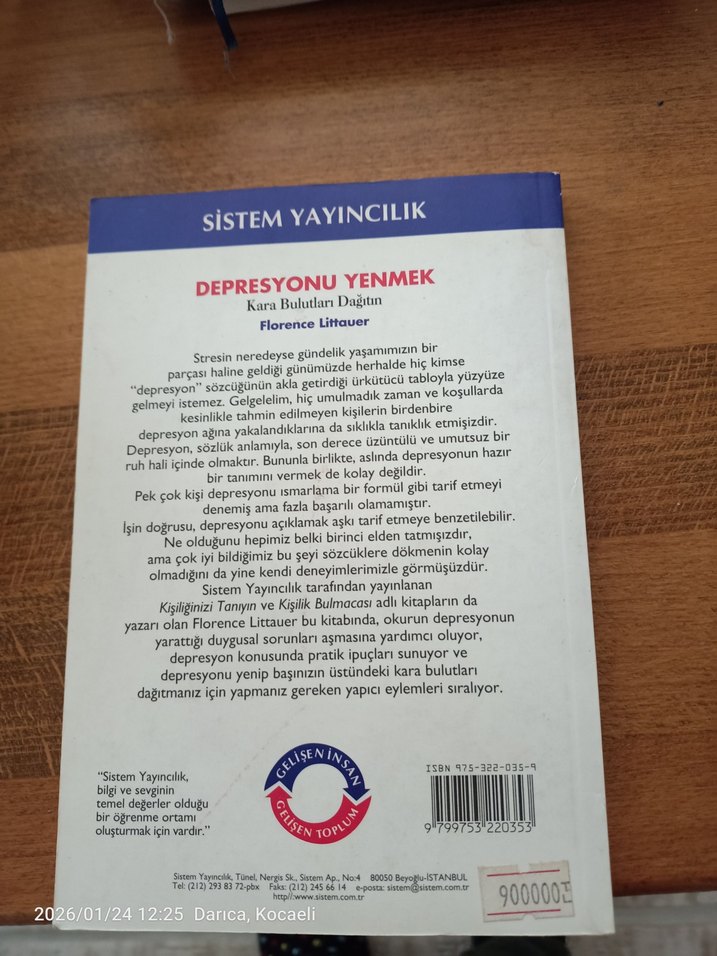 SİSTEM YAYINCILIK
DEPRESYONU YENMEK
Kara Bulutları Dağıtın
Florence Littauer
Stresin neredeyse gündelik yaşamımızın bir
parçası haline geldiği günümüzde herhalde hiç kimse
“depresyon” sözcüğünün akla getirdiği ürkütücü tabloyla yüzyüze
gelmeyi istemez. Gelgelelim, hiç umulmadık zaman ve koşullarda
kesinlikle tahmin edilmeyen kişilerin birdenbire
depresyon ağına yakalandıklarına da sıklıkla tanıklık etmişizdir.
Depresyon, sözlük anlamıyla, son derece üzüntülü ve umutsuz bir
ruh hali içinde olmaktır. Bununla birlikte, aslında depresyonun hazır
bir tanımını vermek de kolay değildir.
Pek çok kişi depresyonu ısmarlama bir formül gibi tarif etmeyi
denemiş ama fazla başarılı olamamıştır.
İşin doğrusu, depresyonu açıklamak aşkı tarif etmeye benzetilebilir.
Ne olduğunu hepimiz belki birinci elden tatmışızdır,
ama çok iyi bildiğimiz bu şeyi sözcüklere dökmenin kolay
olmadığını da yine kendi deneyimlerimizle görmüşüzdür.
Sistem Yayıncılık tarafından yayınlanan
Kişiliğinizi Tanıyın ve Kişilik Bulmacası adlı kitapların da
yazarı olan Florence Littauer bu kitabında, okurun depresyonun
yarattığı duygusal sorunları aşmasına yardımcı oluyor,
depresyon konusunda pratik ipuçları sunuyor ve
depresyonu yenip başınızın üstündeki kara bulutları
dağıtmanız için yapmanız gereken yapıcı eylemleri sıralıyor.
“Sistem Yayıncılık,
bilgi ve sevginin
temel değerler olduğu
bir öğrenme ortamı
oluşturmak için vardır.”
GELİŞEN İNSAN
GELİŞEN TOPLUM
ISBN 975-322-035-9
9 799753 220353
Sistem Yayıncılık, Tünel, Nergis Sk., Sistem Ap., No:4 80050 Beyoğlu-İSTANBUL
Tel: (212) 293 83 72-pbx Faks: (212) 245 66 14 e-posta: sistem@sistem.com.tr
http//:www.sistem.com.tr
900000
2026/01/24 12:25 Darıca, Kocaeli